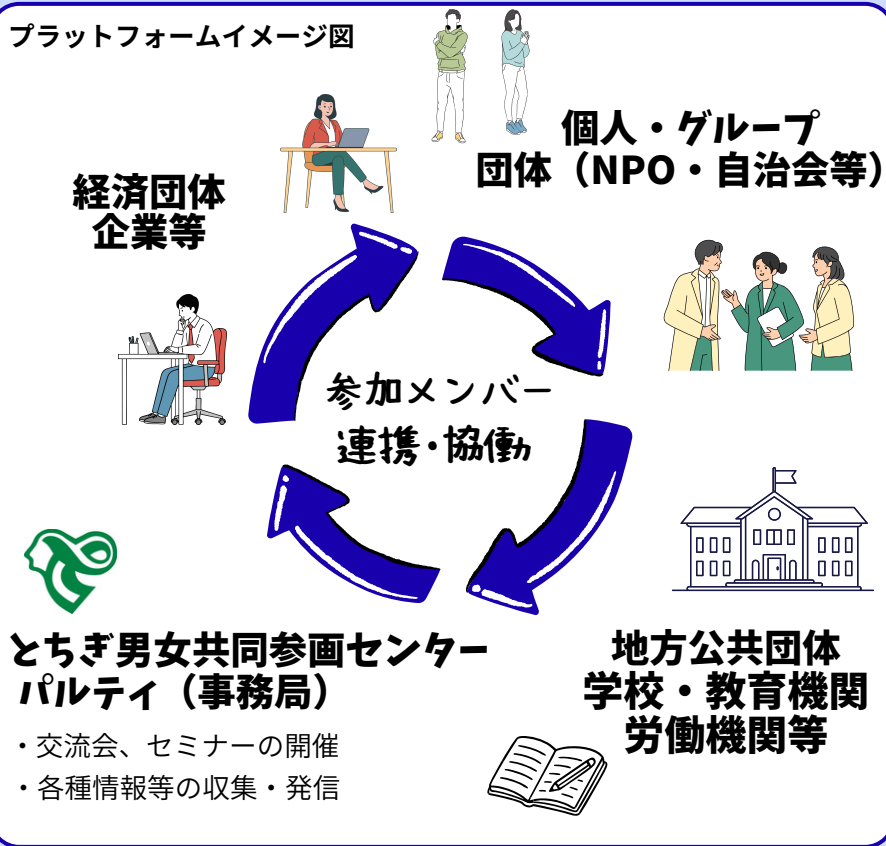 プラットフォームイメージ図
個人・グループ
団体（NPO・自治会等）
経済団体
企業等
参加メンバー
連携・協働
とちぎ男女共同参画センター
パルティ（事務局）
・交流会、セミナーの開催
・各種情報等の収集・発信
地方公共団体
学校・教育機関
労働機関等